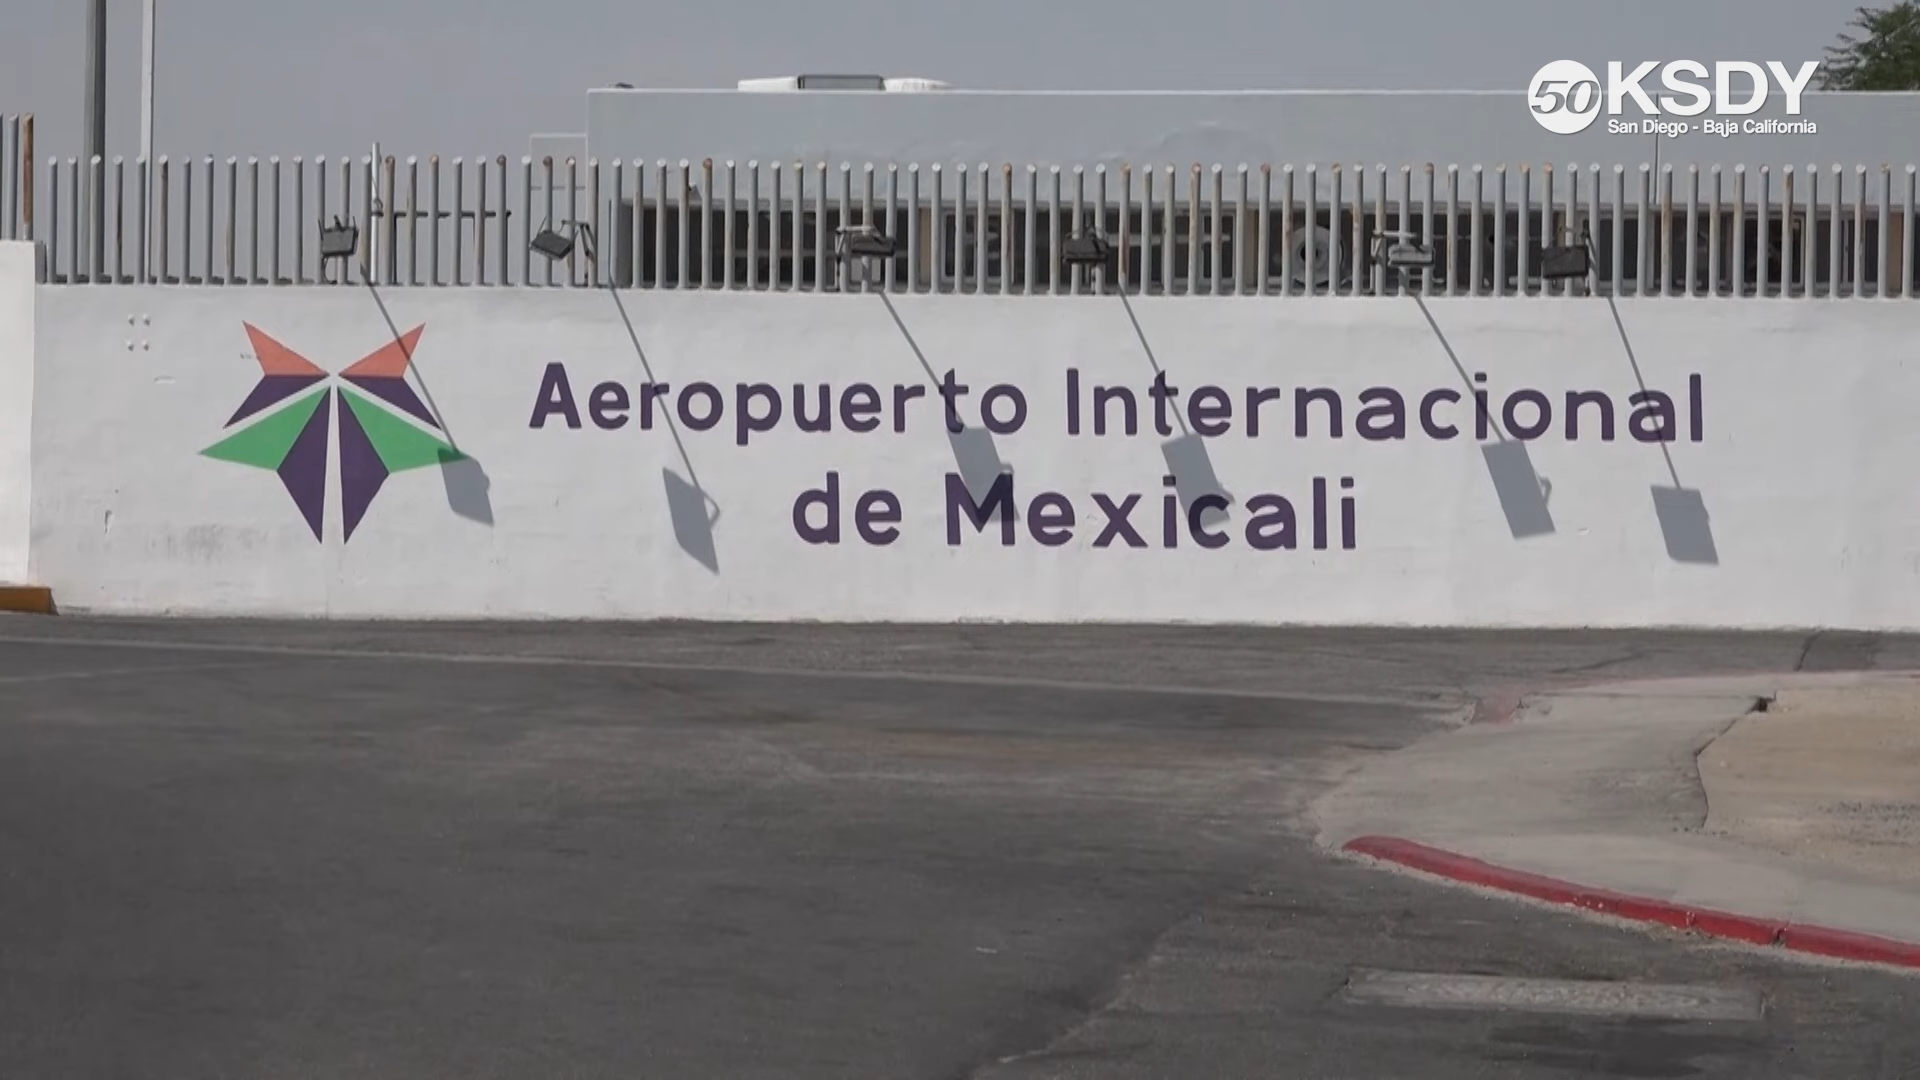 50 KSDY
San Diego - Baja California
Aeropuerto Internacional
de Mexicali